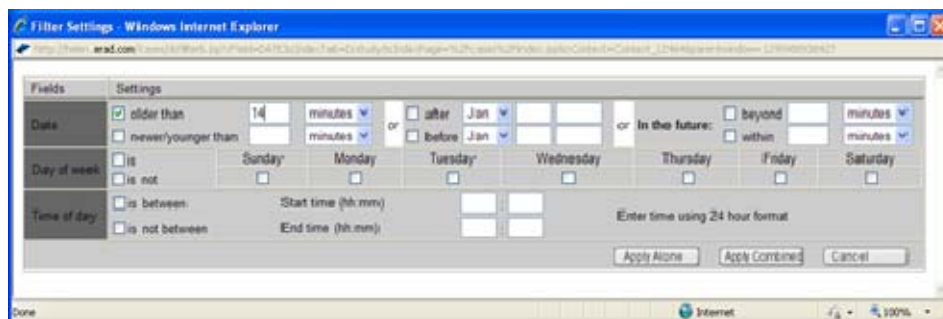 Filter Settings - Windows Internet Explorer
erad.com
Fields Settings
Date older than 14 minutes or after Jan or In the future: beyond minutes
newer/younger than minutes before Jan within minutes
Day of week is Sunday Monday Tuesday Wednesday Thursday Friday Saturday
is not
Time of day is between Start time (hh:mm) : Enter time using 24 hour format
is not between End time (hh:mm) :
Apply Alone Apply Combined Cancel
Done Internet 100%